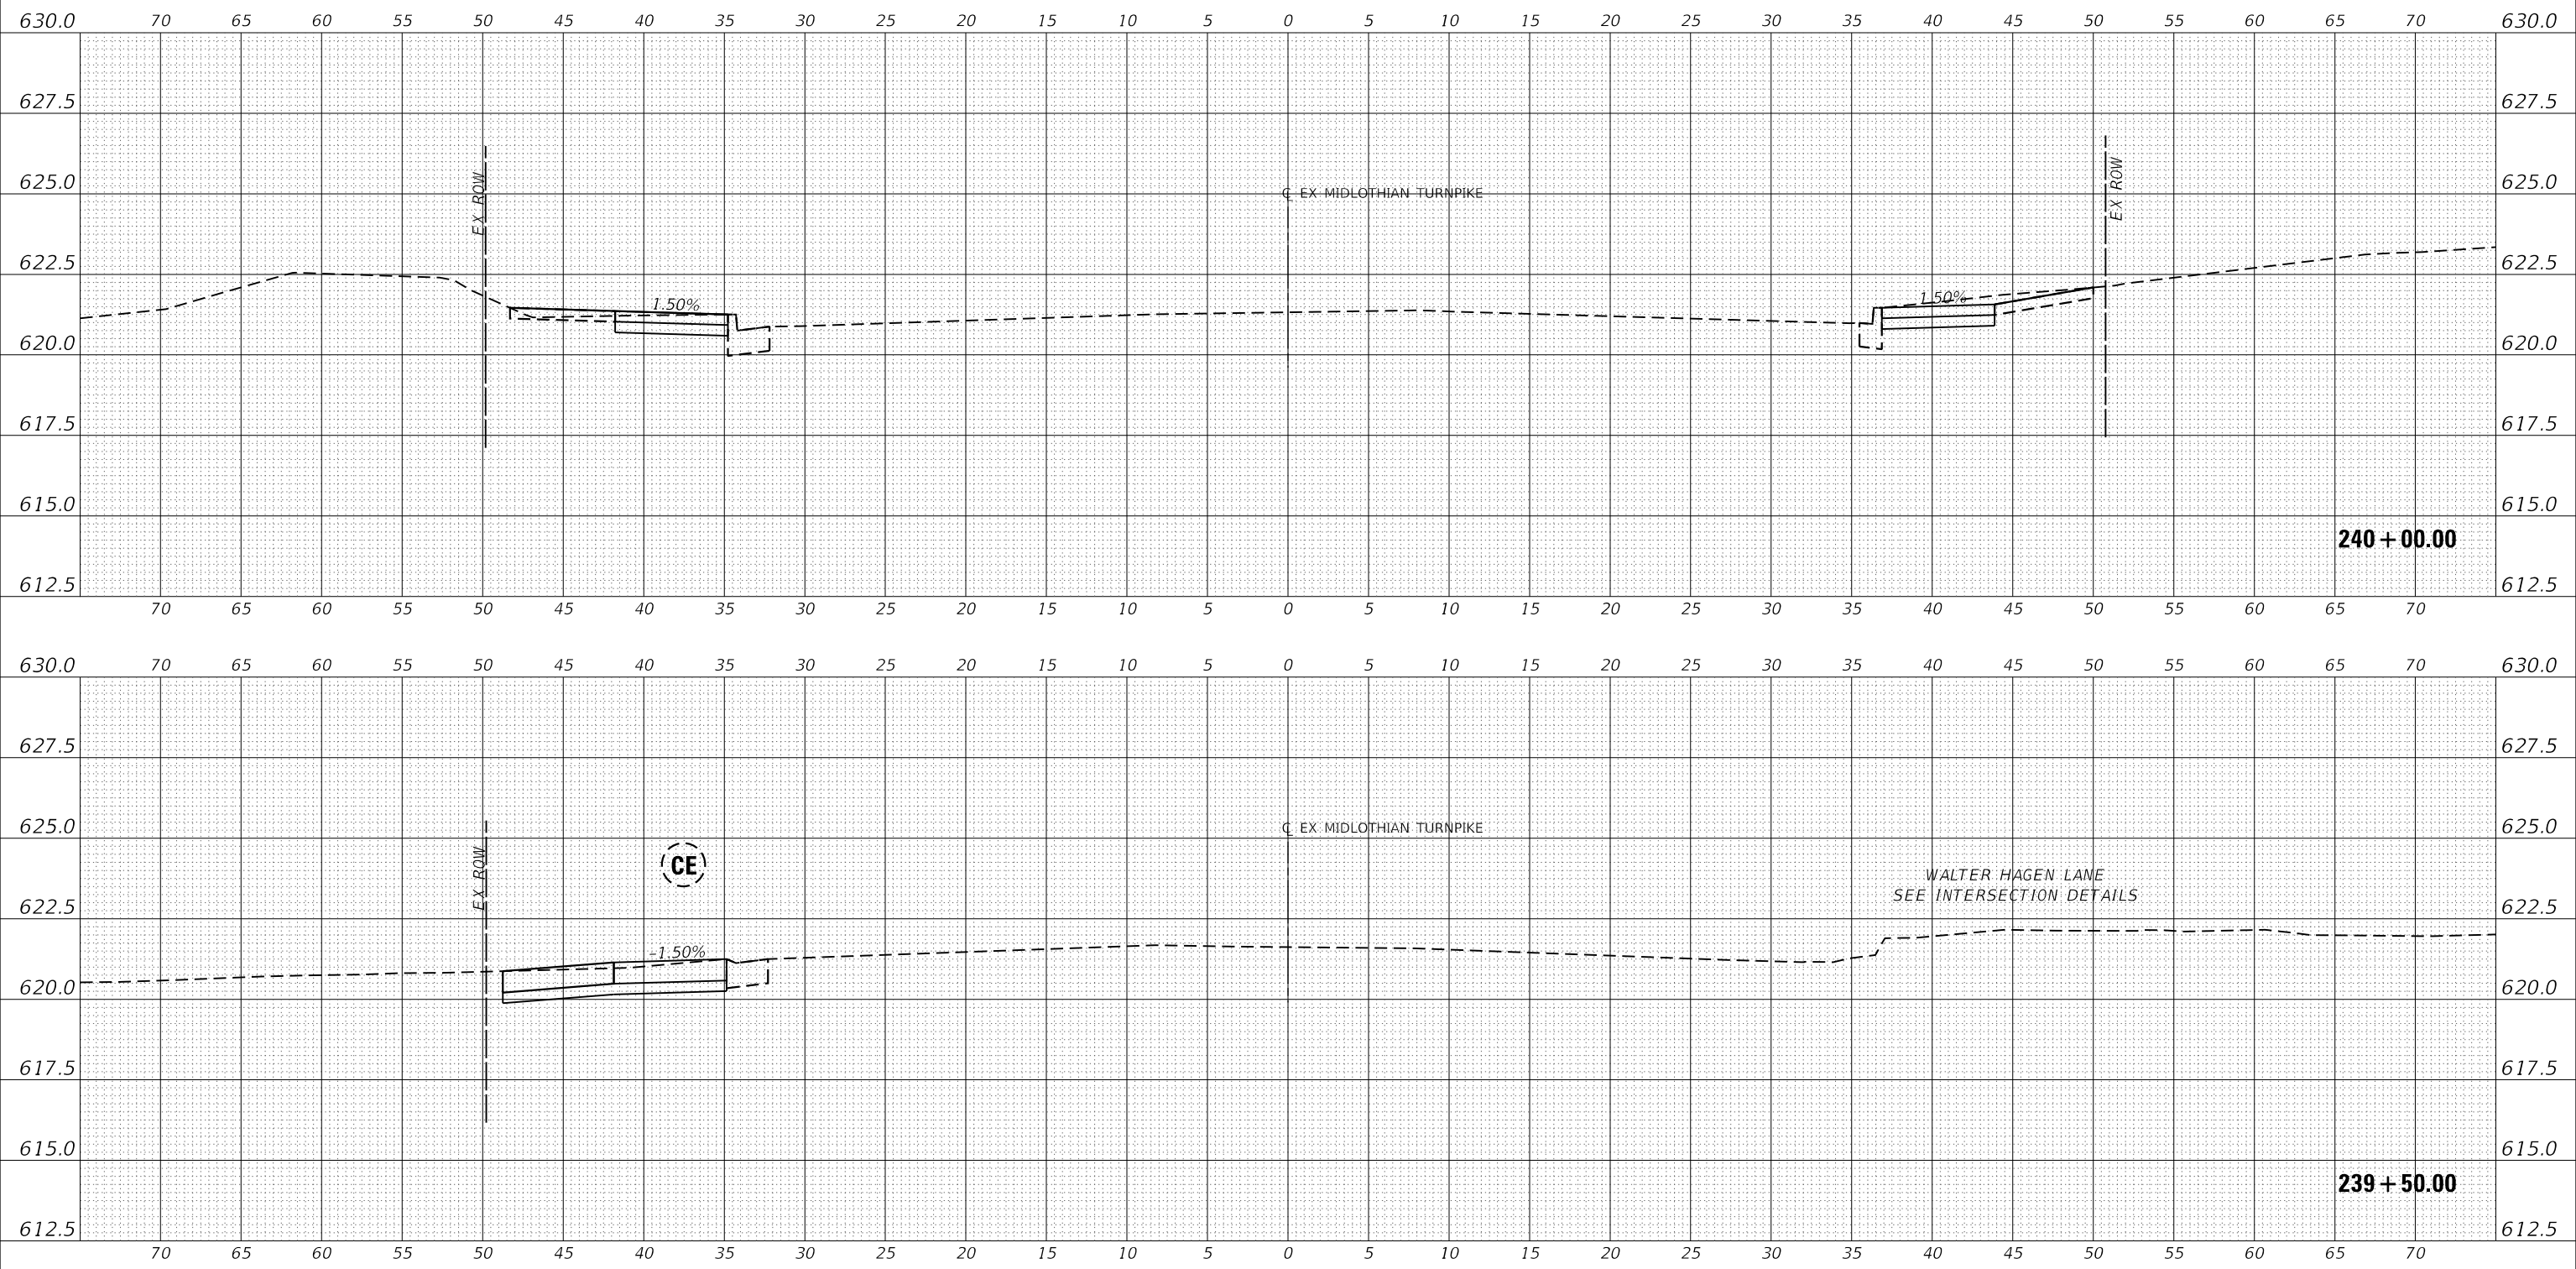 630.0 70 65 60 55 50 45 40 35 30 25 20 15 10 5 0 5 10 15 20 25 30 35 40 45 50 55 60 65 70 630.0
627.5 627.5
EX ROW EX ROW
625.0 ℄ EX MIDLOTHIAN TURNPIKE 625.0
622.5 622.5
1.50% 1.50%
620.0 620.0
617.5 617.5
615.0 615.0
240+00.00
612.5 612.5
70 65 60 55 50 45 40 35 30 25 20 15 10 5 0 5 10 15 20 25 30 35 40 45 50 55 60 65 70
630.0 70 65 60 55 50 45 40 35 30 25 20 15 10 5 0 5 10 15 20 25 30 35 40 45 50 55 60 65 70 630.0
627.5 627.5
625.0 ℄ EX MIDLOTHIAN TURNPIKE 625.0
EX ROW CE
WALTER HAGEN LANE
SEE INTERSECTION DETAILS
622.5 622.5
-1.50%
620.0 620.0
617.5 617.5
615.0 615.0
239+50.00
612.5 612.5
70 65 60 55 50 45 40 35 30 25 20 15 10 5 0 5 10 15 20 25 30 35 40 45 50 55 60 65 70